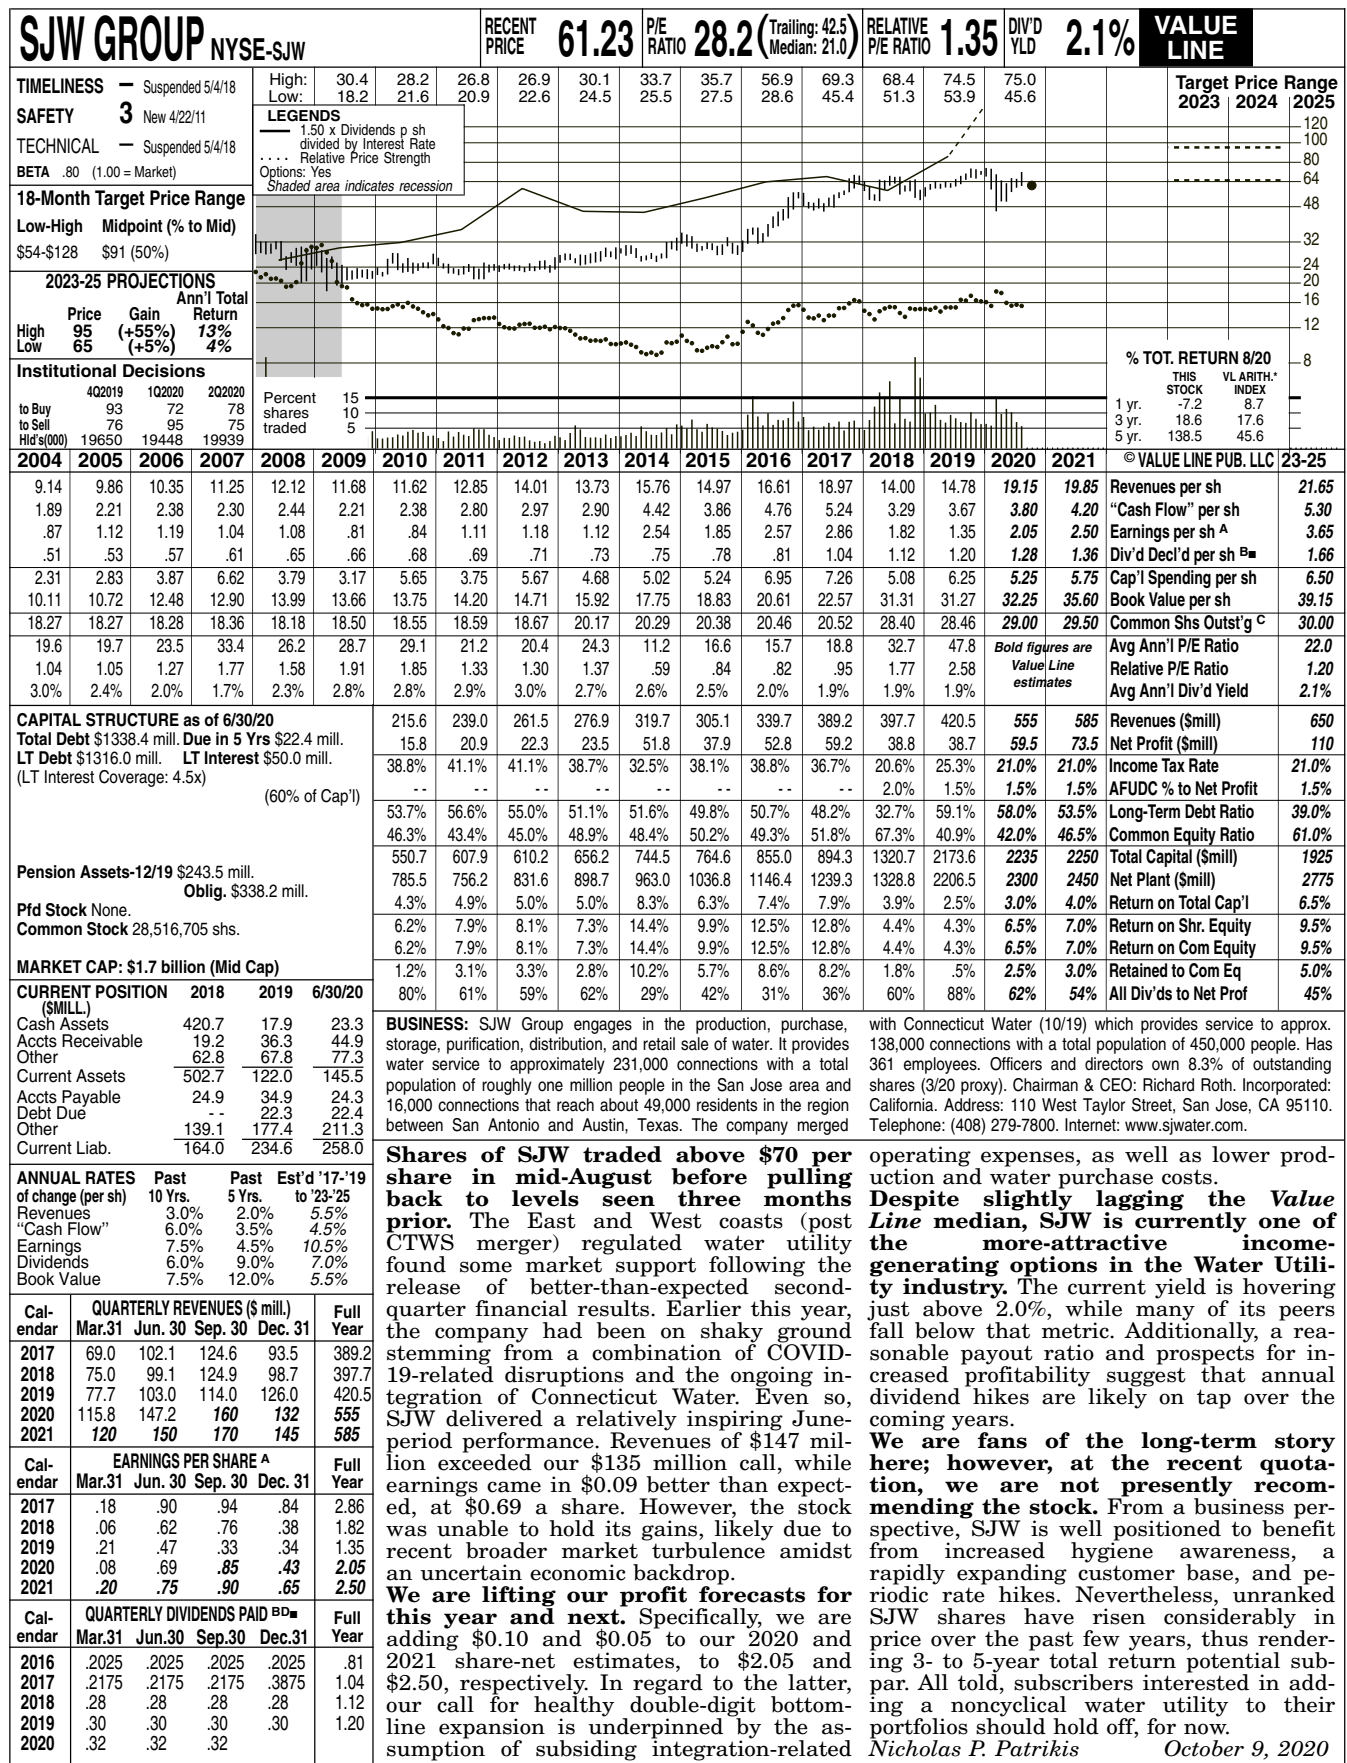 SJW GROUP NYSE-SJW
RECENT PRICE 61.23
P/E RATIO 28.2 (Trailing: 42.5 Median: 21.0)
RELATIVE P/E RATIO 1.35
DIV'D YLD 2.1%
VALUE LINE
TIMELINESS – Suspended 5/4/18
SAFETY 3 New 4/22/11
TECHNICAL – Suspended 5/4/18
BETA .80 (1.00 = Market)
18-Month Target Price Range
Low-High Midpoint (% to Mid)
$54-$128 $91 (50%)
2023-25 PROJECTIONS
Ann'l Total
Price Gain Return
High 95 (+55%) 13%
Low 65 (+5%) 4%
Institutional Decisions
4Q2019 1Q2020 2Q2020
to Buy 93 72 78
to Sell 76 95 75
Hld's(000) 19650 19448 19939
High: 30.4 28.2 26.8 26.9 30.1 33.7 35.7 56.9 69.3 68.4 74.5 75.0
Low: 18.2 21.6 20.9 22.6 24.5 25.5 27.5 28.6 45.4 51.3 53.9 45.6
LEGENDS
1.50 x Dividends p sh
divided by Interest Rate
. . . . Relative Price Strength
Options: Yes
Shaded area indicates recession
Target Price Range
2023 2024 2025
120
100
80
64
48
32
24
20
16
12
8
Percent shares traded
15
10
5
% TOT. RETURN 8/20
THIS STOCK VL ARITH.* INDEX
1 yr. -7.2 8.7
3 yr. 18.6 17.6
5 yr. 138.5 45.6
2004 2005 2006 2007 2008 2009 2010 2011 2012 2013 2014 2015 2016 2017 2018 2019 2020 2021 © VALUE LINE PUB. LLC 23-25
9.14 9.86 10.35 11.25 12.12 11.68 11.62 12.85 14.01 13.73 15.76 14.97 16.61 18.97 14.00 14.78 19.15 19.85 Revenues per sh 21.65
1.89 2.21 2.38 2.30 2.44 2.21 2.38 2.80 2.97 2.90 4.42 3.86 4.76 5.24 3.29 3.67 3.80 4.20 "Cash Flow" per sh 5.30
.87 1.12 1.19 1.04 1.08 .81 .84 1.11 1.18 1.12 2.54 1.85 2.57 2.86 1.82 1.35 2.05 2.50 Earnings per sh A 3.65
.51 .53 .57 .61 .65 .66 .68 .69 .71 .73 .75 .78 .81 1.04 1.12 1.20 1.28 1.36 Div'd Decl'd per sh B■ 1.66
2.31 2.83 3.87 6.62 3.79 3.17 5.65 3.75 5.67 4.68 5.02 5.24 6.95 7.26 5.08 6.25 5.25 5.75 Cap'l Spending per sh 6.50
10.11 10.72 12.48 12.90 13.99 13.66 13.75 14.20 14.71 15.92 17.75 18.83 20.61 22.57 31.31 31.27 32.25 35.60 Book Value per sh 39.15
18.27 18.27 18.28 18.36 18.18 18.50 18.55 18.59 18.67 20.17 20.29 20.38 20.46 20.52 28.40 28.46 29.00 29.50 Common Shs Outst'g C 30.00
19.6 19.7 23.5 33.4 26.2 28.7 29.1 21.2 20.4 24.3 11.2 16.6 15.7 18.8 32.7 47.8 Bold figures are Avg Ann'l P/E Ratio 22.0
1.04 1.05 1.27 1.77 1.58 1.91 1.85 1.33 1.30 1.37 .59 .84 .82 .95 1.77 2.58 Value Line Relative P/E Ratio 1.20
3.0% 2.4% 2.0% 1.7% 2.3% 2.8% 2.8% 2.9% 3.0% 2.7% 2.6% 2.5% 2.0% 1.9% 1.9% 1.9% estimates Avg Ann'l Div'd Yield 2.1%
CAPITAL STRUCTURE as of 6/30/20
Total Debt $1338.4 mill. Due in 5 Yrs $22.4 mill.
LT Debt $1316.0 mill. LT Interest $50.0 mill.
(LT Interest Coverage: 4.5x)
(60% of Cap'l)
Pension Assets-12/19 $243.5 mill.
Oblig. $338.2 mill.
Pfd Stock None.
Common Stock 28,516,705 shs.
MARKET CAP: $1.7 billion (Mid Cap)
215.6 239.0 261.5 276.9 319.7 305.1 339.7 389.2 397.7 420.5 555 585 Revenues ($mill) 650
15.8 20.9 22.3 23.5 51.8 37.9 52.8 59.2 38.8 38.7 59.5 73.5 Net Profit ($mill) 110
38.8% 41.1% 41.1% 38.7% 32.5% 38.1% 38.8% 36.7% 20.6% 25.3% 21.0% 21.0% Income Tax Rate 21.0%
- - - - - - - - - - - - - - - - 2.0% 1.5% 1.5% 1.5% AFUDC % to Net Profit 1.5%
53.7% 56.6% 55.0% 51.1% 51.6% 49.8% 50.7% 48.2% 32.7% 59.1% 58.0% 53.5% Long-Term Debt Ratio 39.0%
46.3% 43.4% 45.0% 48.9% 48.4% 50.2% 49.3% 51.8% 67.3% 40.9% 42.0% 46.5% Common Equity Ratio 61.0%
550.7 607.9 610.2 656.2 744.5 764.6 855.0 894.3 1320.7 2173.6 2235 2250 Total Capital ($mill) 1925
785.5 756.2 831.6 898.7 963.0 1036.8 1146.4 1239.3 1328.8 2206.5 2300 2450 Net Plant ($mill) 2775
4.3% 4.9% 5.0% 5.0% 8.3% 6.3% 7.4% 7.9% 3.9% 2.5% 3.0% 4.0% Return on Total Cap'l 6.5%
6.2% 7.9% 8.1% 7.3% 14.4% 9.9% 12.5% 12.8% 4.4% 4.3% 6.5% 7.0% Return on Shr. Equity 9.5%
6.2% 7.9% 8.1% 7.3% 14.4% 9.9% 12.5% 12.8% 4.4% 4.3% 6.5% 7.0% Return on Com Equity 9.5%
1.2% 3.1% 3.3% 2.8% 10.2% 5.7% 8.6% 8.2% 1.8% .5% 2.5% 3.0% Retained to Com Eq 5.0%
80% 61% 59% 62% 29% 42% 31% 36% 60% 88% 62% 54% All Div'ds to Net Prof 45%
CURRENT POSITION 2018 2019 6/30/20
($MILL.)
Cash Assets 420.7 17.9 23.3
Accts Receivable 19.2 36.3 44.9
Other 62.8 67.8 77.3
Current Assets 502.7 122.0 145.5
Accts Payable 24.9 34.9 24.3
Debt Due - - 22.3 22.4
Other 139.1 177.4 211.3
Current Liab. 164.0 234.6 258.0
ANNUAL RATES Past Past Est'd '17-'19
of change (per sh) 10 Yrs. 5 Yrs. to '23-'25
Revenues 3.0% 2.0% 5.5%
"Cash Flow" 6.0% 3.5% 4.5%
Earnings 7.5% 4.5% 10.5%
Dividends 6.0% 9.0% 7.0%
Book Value 7.5% 12.0% 5.5%
Cal- QUARTERLY REVENUES ($ mill.) Full
endar Mar.31 Jun. 30 Sep. 30 Dec. 31 Year
2017 69.0 102.1 124.6 93.5 389.2
2018 75.0 99.1 124.9 98.7 397.7
2019 77.7 103.0 114.0 126.0 420.5
2020 115.8 147.2 160 132 555
2021 120 150 170 145 585
Cal- EARNINGS PER SHARE A Full
endar Mar.31 Jun. 30 Sep. 30 Dec. 31 Year
2017 .18 .90 .94 .84 2.86
2018 .06 .62 .76 .38 1.82
2019 .21 .47 .33 .34 1.35
2020 .08 .69 .85 .43 2.05
2021 .20 .75 .90 .65 2.50
Cal- QUARTERLY DIVIDENDS PAID BD■ Full
endar Mar.31 Jun.30 Sep.30 Dec.31 Year
2016 .2025 .2025 .2025 .2025 .81
2017 .2175 .2175 .2175 .3875 1.04
2018 .28 .28 .28 .28 1.12
2019 .30 .30 .30 .30 1.20
2020 .32 .32 .32
BUSINESS: SJW Group engages in the production, purchase,
storage, purification, distribution, and retail sale of water. It provides
water service to approximately 231,000 connections with a total
population of roughly one million people in the San Jose area and
16,000 connections that reach about 49,000 residents in the region
between San Antonio and Austin, Texas. The company merged
with Connecticut Water (10/19) which provides service to approx.
138,000 connections with a total population of 450,000 people. Has
361 employees. Officers and directors own 8.3% of outstanding
shares (3/20 proxy). Chairman & CEO: Richard Roth. Incorporated:
California. Address: 110 West Taylor Street, San Jose, CA 95110.
Telephone: (408) 279-7800. Internet: www.sjwater.com.
Shares of SJW traded above $70 per
share in mid-August before pulling
back to levels seen three months
prior. The East and West coasts (post
CTWS merger) regulated water utility
found some market support following the
release of better-than-expected second-
quarter financial results. Earlier this year,
the company had been on shaky ground
stemming from a combination of COVID-
19-related disruptions and the ongoing in-
tegration of Connecticut Water. Even so,
SJW delivered a relatively inspiring June-
period performance. Revenues of $147 mil-
lion exceeded our $135 million call, while
earnings came in $0.09 better than expect-
ed, at $0.69 a share. However, the stock
was unable to hold its gains, likely due to
recent broader market turbulence amidst
an uncertain economic backdrop.
We are lifting our profit forecasts for
this year and next. Specifically, we are
adding $0.10 and $0.05 to our 2020 and
2021 share-net estimates, to $2.05 and
$2.50, respectively. In regard to the latter,
our call for healthy double-digit bottom-
line expansion is underpinned by the as-
sumption of subsiding integration-related
operating expenses, as well as lower prod-
uction and water purchase costs.
Despite slightly lagging the Value
Line median, SJW is currently one of
the more-attractive income-
generating options in the Water Utili-
ty industry. The current yield is hovering
just above 2.0%, while many of its peers
fall below that metric. Additionally, a rea-
sonable payout ratio and prospects for in-
creased profitability suggest that annual
dividend hikes are likely on tap over the
coming years.
We are fans of the long-term story
here; however, at the recent quota-
tion, we are not presently recom-
mending the stock. From a business per-
spective, SJW is well positioned to benefit
from increased hygiene awareness, a
rapidly expanding customer base, and pe-
riodic rate hikes. Nevertheless, unranked
SJW shares have risen considerably in
price over the past few years, thus render-
ing 3- to 5-year total return potential sub-
par. All told, subscribers interested in add-
ing a noncyclical water utility to their
portfolios should hold off, for now.
Nicholas P. Patrikis October 9, 2020